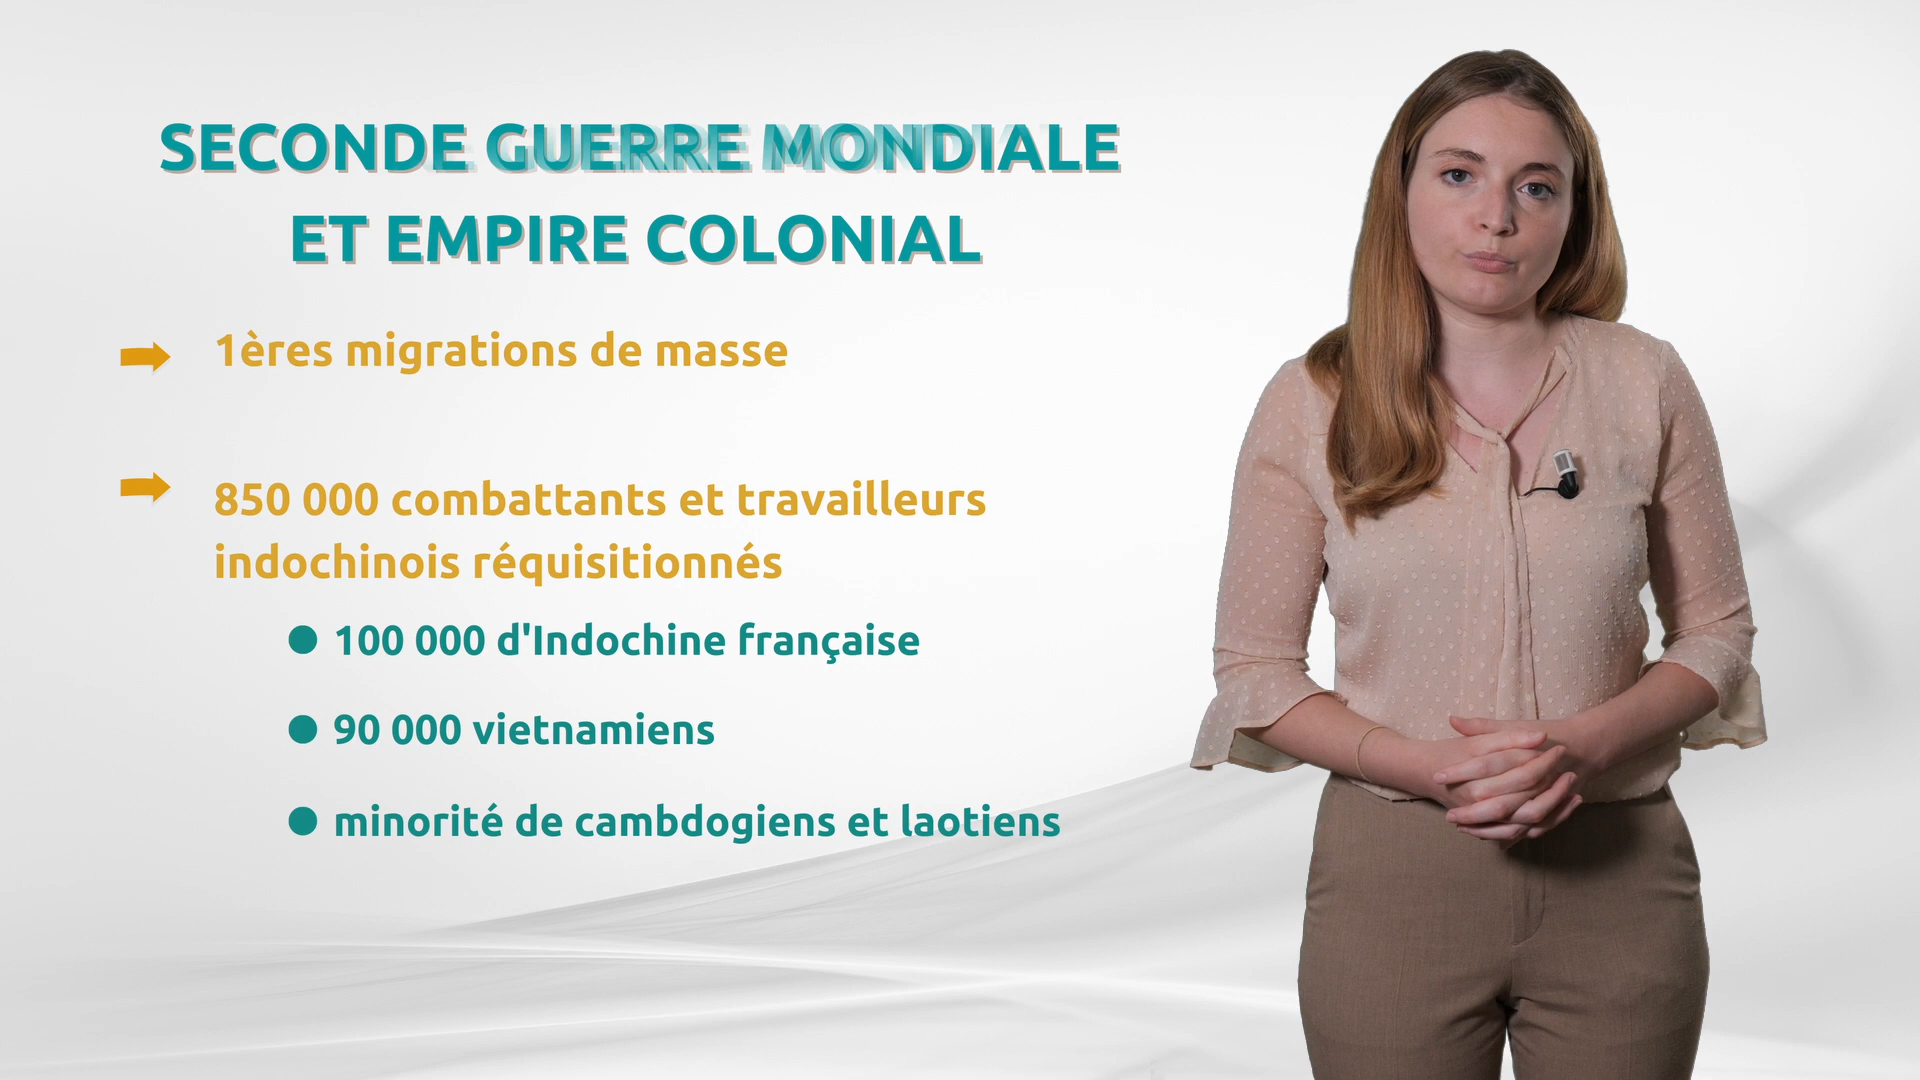 SECONDE GUERRE MONDIALE
ET EMPIRE COLONIAL
1ères migrations de masse
850 000 combattants et travailleurs
indochinois réquisitionnés
100 000 d'Indochine française
90 000 vietnamiens
minorité de cambdogiens et laotiens